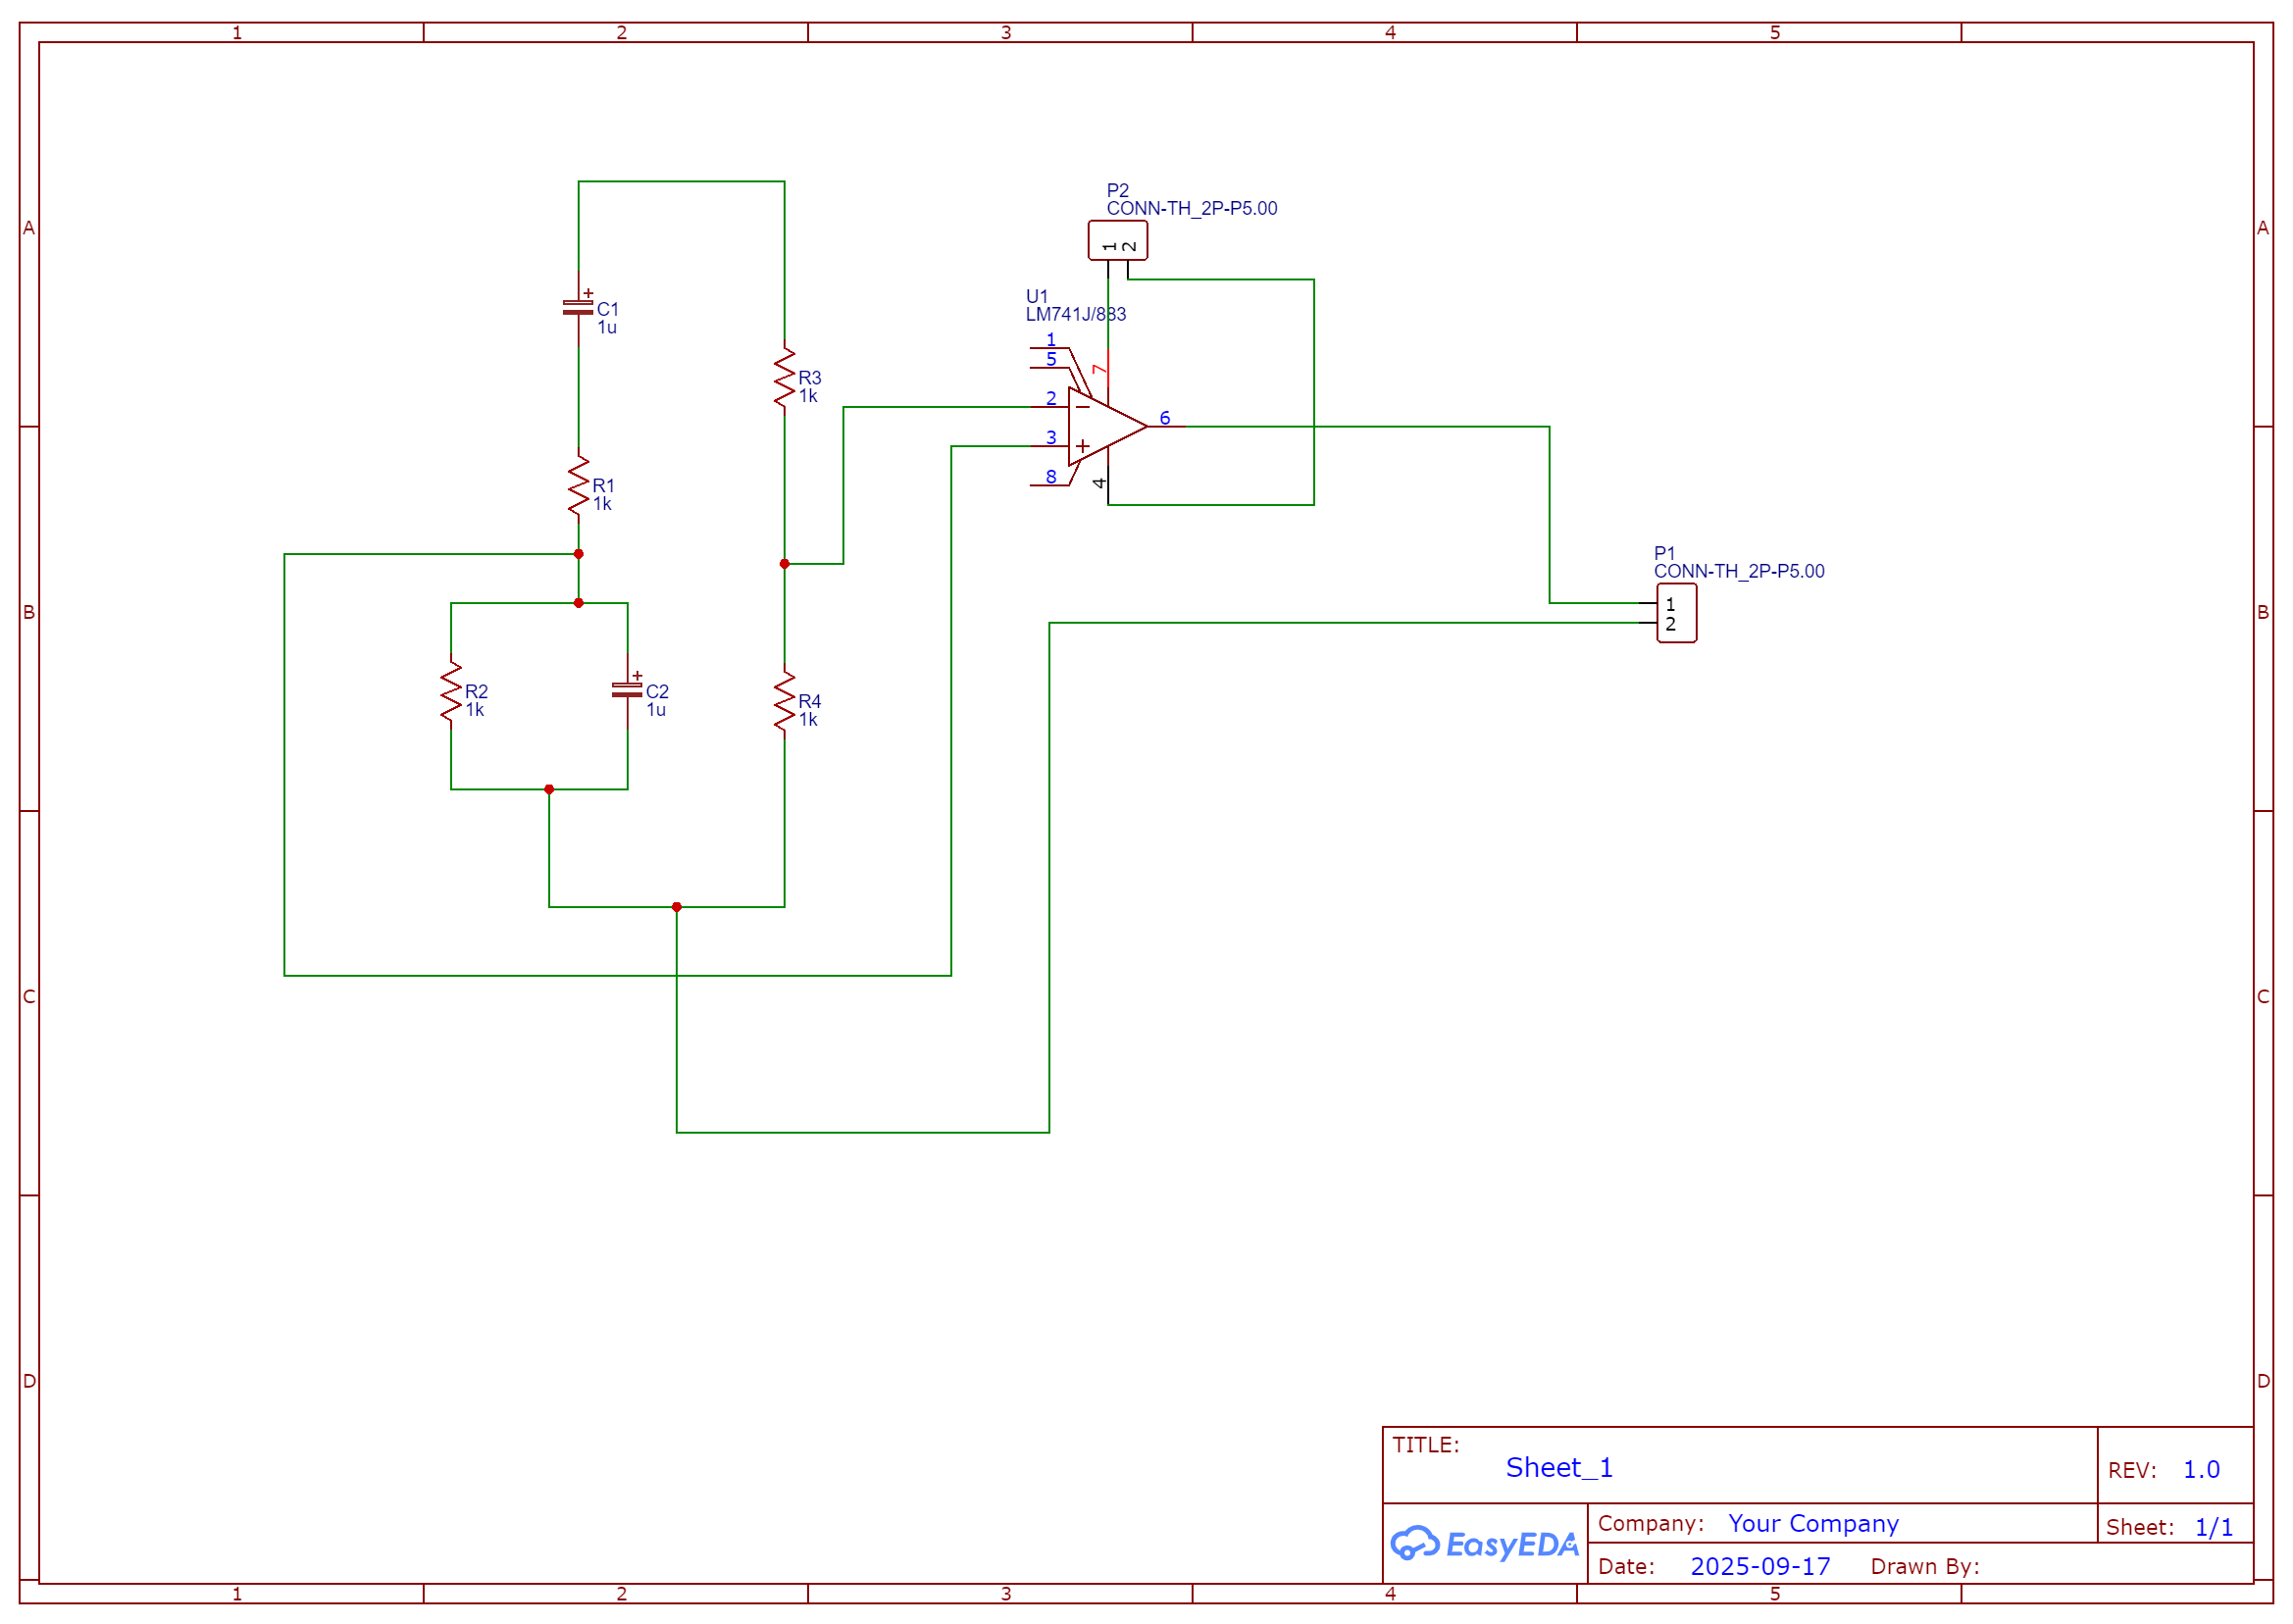 1 2 3 4 5
A A
P2
CONN-TH_2P-P5.00
1 2
C1
1u
U1
LM741J/883
1
5
7
2
6
3
8
4
R3
1k
R1
1k
B B
P1
CONN-TH_2P-P5.00
1
2
R2
1k
C2
1u
R4
1k
C C
D D
TITLE:
Sheet_1
REV: 1.0
EasyEDA
Company: Your Company
Sheet: 1/1
Date: 2025-09-17 Drawn By:
1 2 3 4 5